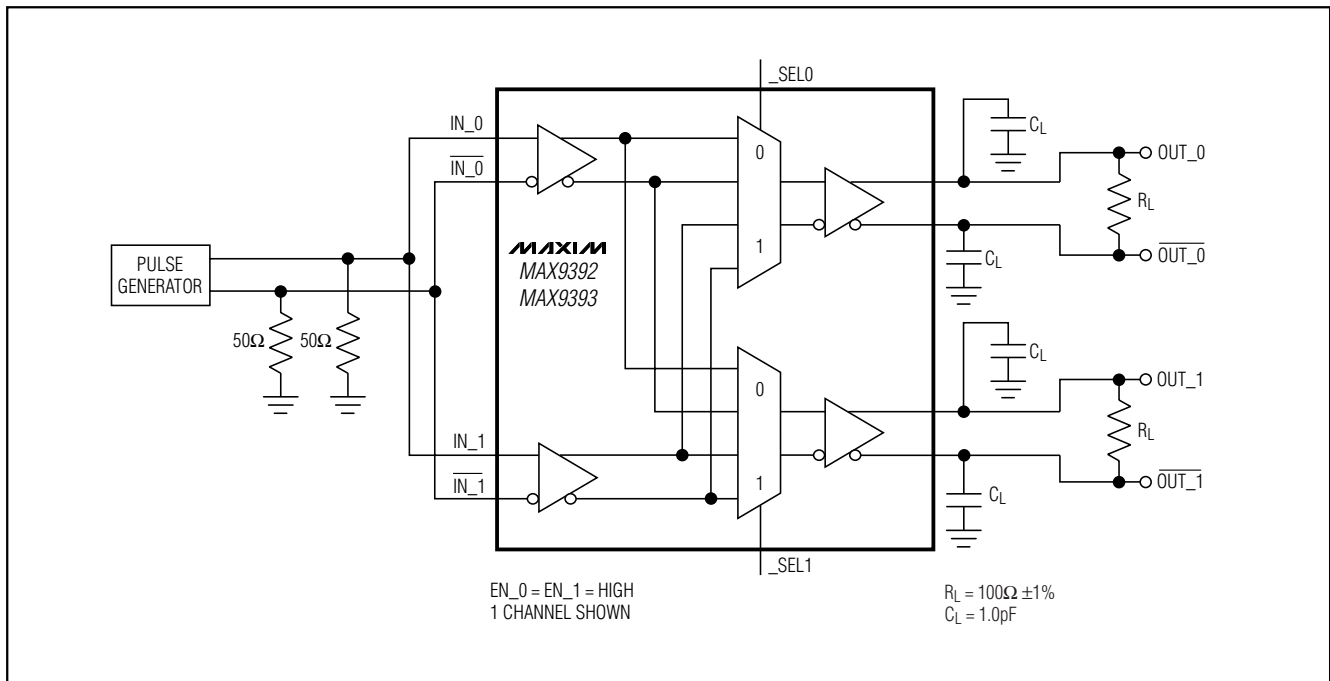 _SEL0
IN_0
IN_0
0
1
C_L
OUT_0
R_L
OUT_0
C_L
PULSE
GENERATOR
MAXIM
MAX9392
MAX9393
50Ω
50Ω
0
1
C_L
OUT_1
R_L
OUT_1
C_L
IN_1
IN_1
_SEL1
EN_0 = EN_1 = HIGH
1 CHANNEL SHOWN
R_L = 100Ω ±1%
C_L = 1.0pF